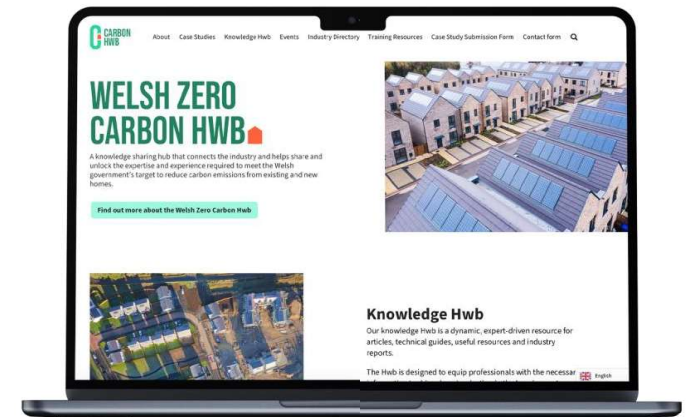 CARBON
HWB
About Case Studies Knowledge Hwb Events Industry Directory Training Resources Case Study Submission Form Contact form
WELSH ZERO
CARBON HWB
A knowledge sharing hub that connects the industry and helps share and
unlock the expertise and experience required to meet the Welsh
government's target to reduce carbon emissions from existing and new
homes.
Find out more about the Welsh Zero Carbon Hwb
Knowledge Hwb
Our knowledge Hwb is a dynamic, expert-driven resource for
articles, technical guides, useful resources and industry
reports.
The Hwb is designed to equip professionals with the necessar
English